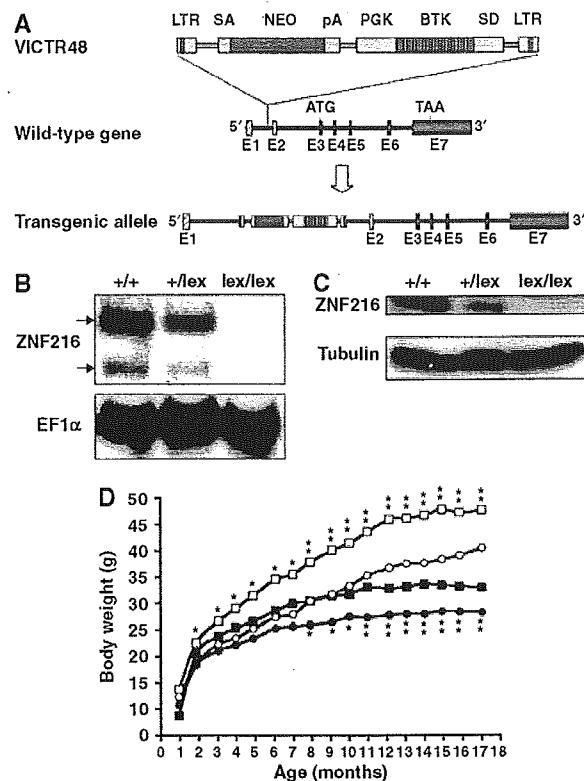 A
LTR SA NEO pA PGK BTK SD LTR
VICTR48
ATG TAA
Wild-type gene 5′ 3′
E1 E2 E3 E4 E5 E6 E7
Transgenic allele 5′ 3′
E1 E2 E3 E4 E5 E6 E7
B
+/+ +/lex lex/lex
ZNF216
EF1α
C
+/+ +/lex lex/lex
ZNF216
Tubulin
D
Body weight (g)
50
45
40
35
30
25
20
15
10
5
0
0 1 2 3 4 5 6 7 8 9 10 11 12 13 14 15 16 17 18
Age (months)